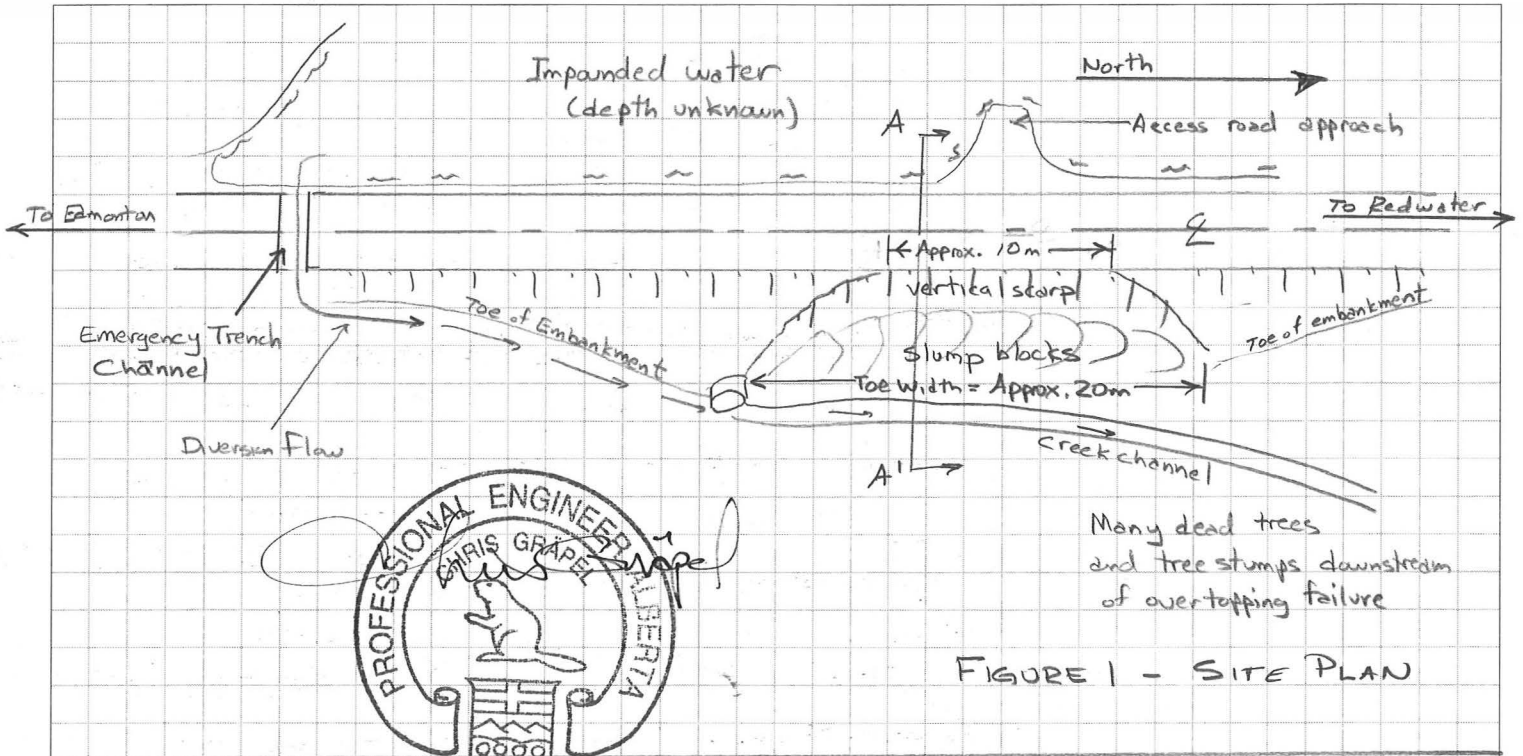 Impounded water
(depth unknown)
North
A
Access road approach
To Edmonton
To Redwater
℄
Approx. 10m
vertical scarp
Toe of Embankment
Toe of embankment
slump blocks
Toe width = Approx. 20m
Emergency Trench
Channel
Diversion Flow
Creek channel
A'
Many dead trees
and tree stumps downstream
of overtopping failure
FIGURE 1 - SITE PLAN
PROFESSIONAL ENGINEER ALBERTA
CHRIS GRÄPEL